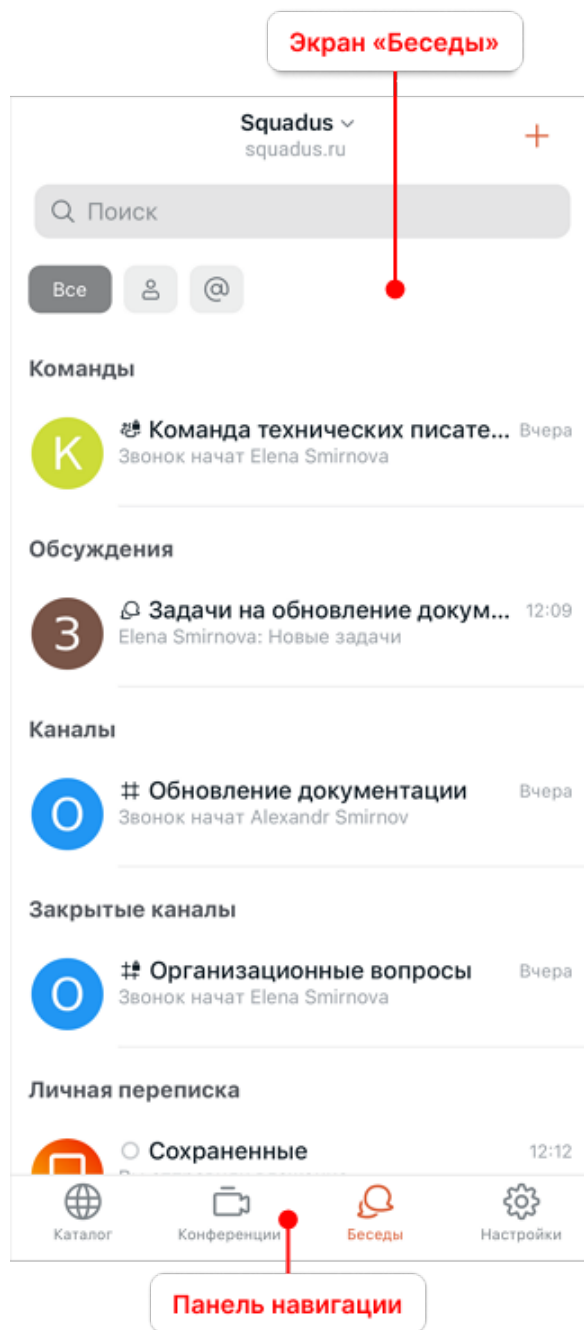 Экран «Беседы»
Squadus
squadus.ru
Поиск
Все
Команды
К
Команда технических писате... Вчера
Звонок начат Elena Smirnova
Обсуждения
З
Задачи на обновление докум... 12:09
Elena Smirnova: Новые задачи
Каналы
О
Обновление документации Вчера
Звонок начат Alexandr Smirnov
Закрытые каналы
О
Организационные вопросы Вчера
Звонок начат Elena Smirnova
Личная переписка
Сохраненные 12:12
Каталог Конференции Беседы Настройки
Панель навигации